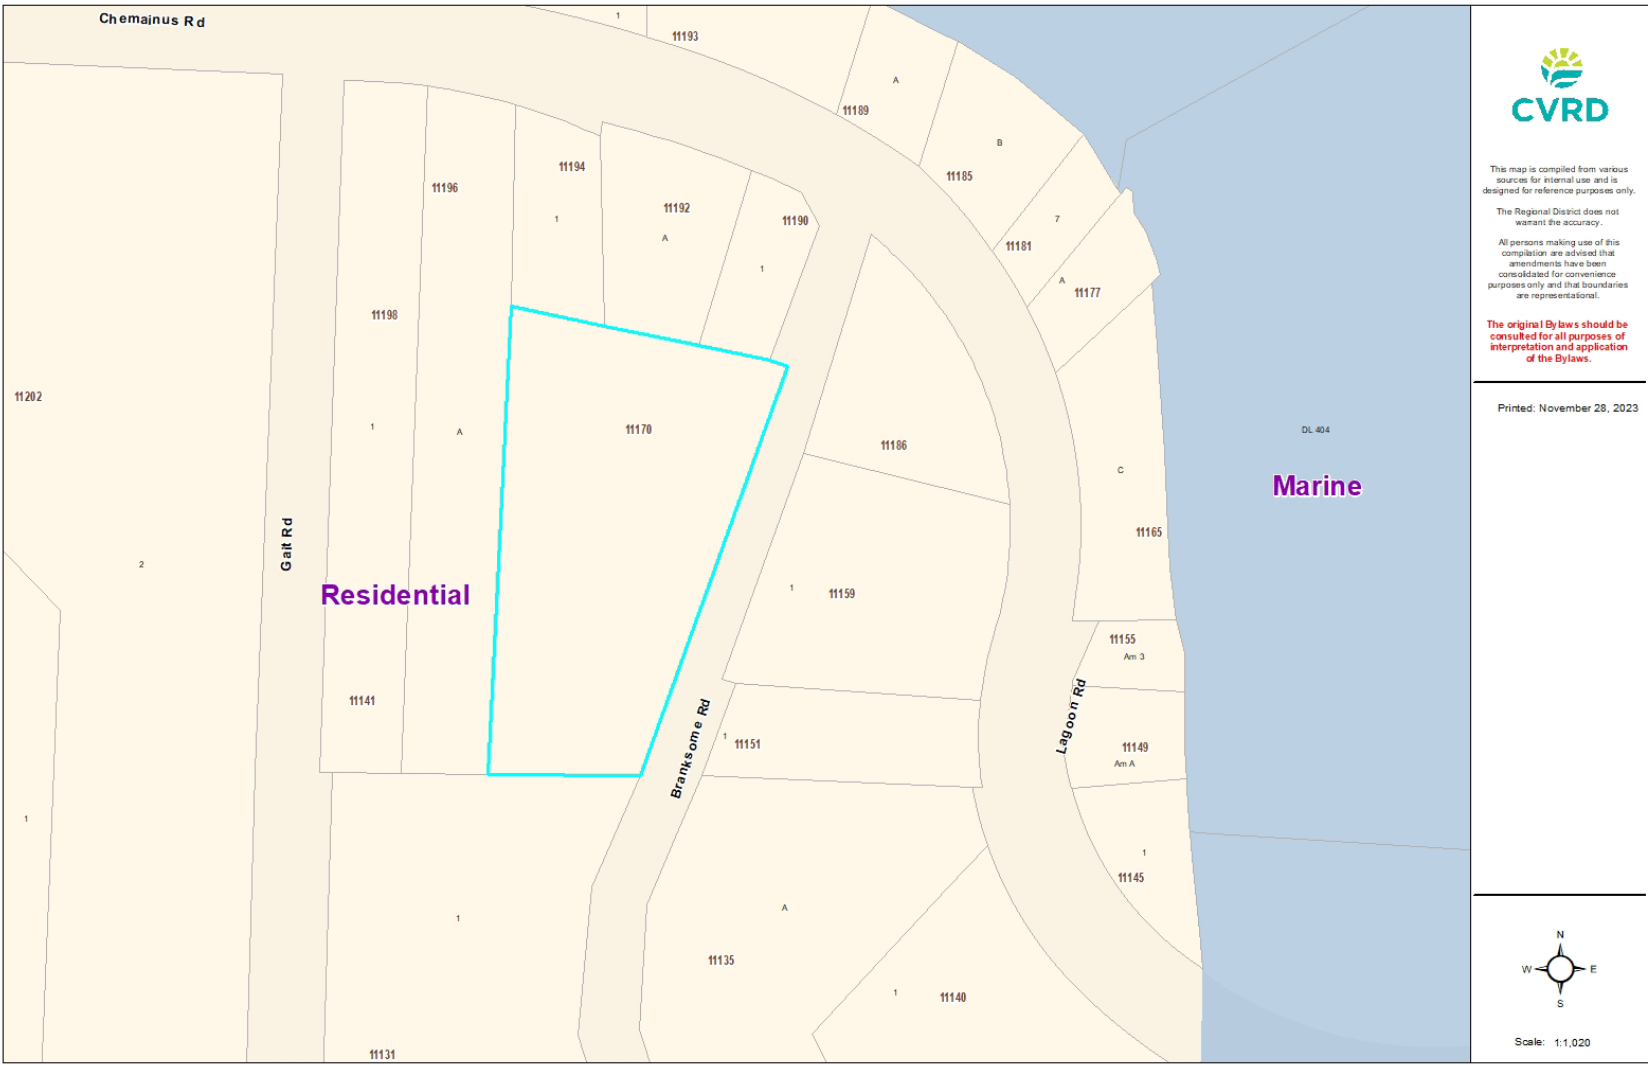 Chemainus Rd
1
11193
A
11189
B
11185
7
11181
A
11177
11194
11196
1
11192
A
11190
1
11198
11202
11170
1
A
11186
C
11165
DL 404
Marine
Gait Rd
2
Residential
1
11159
11155
Am 3
11141
Branksome Rd
1
11151
Lagoon Rd
11149
Am A
1
1
11145
1
A
11135
1
11140
11131
CVRD
This map is compiled from various
sources for internal use and is
designed for reference purposes only.
The Regional District does not
warrant the accuracy.
All persons making use of this
compilation are advised that
amendments have been
consolidated for convenience
purposes only and that boundaries
are representational.
The original Bylaws should be
consulted for all purposes of
interpretation and application
of the Bylaws.
Printed: November 28, 2023
N
W E
S
Scale: 1:1,020